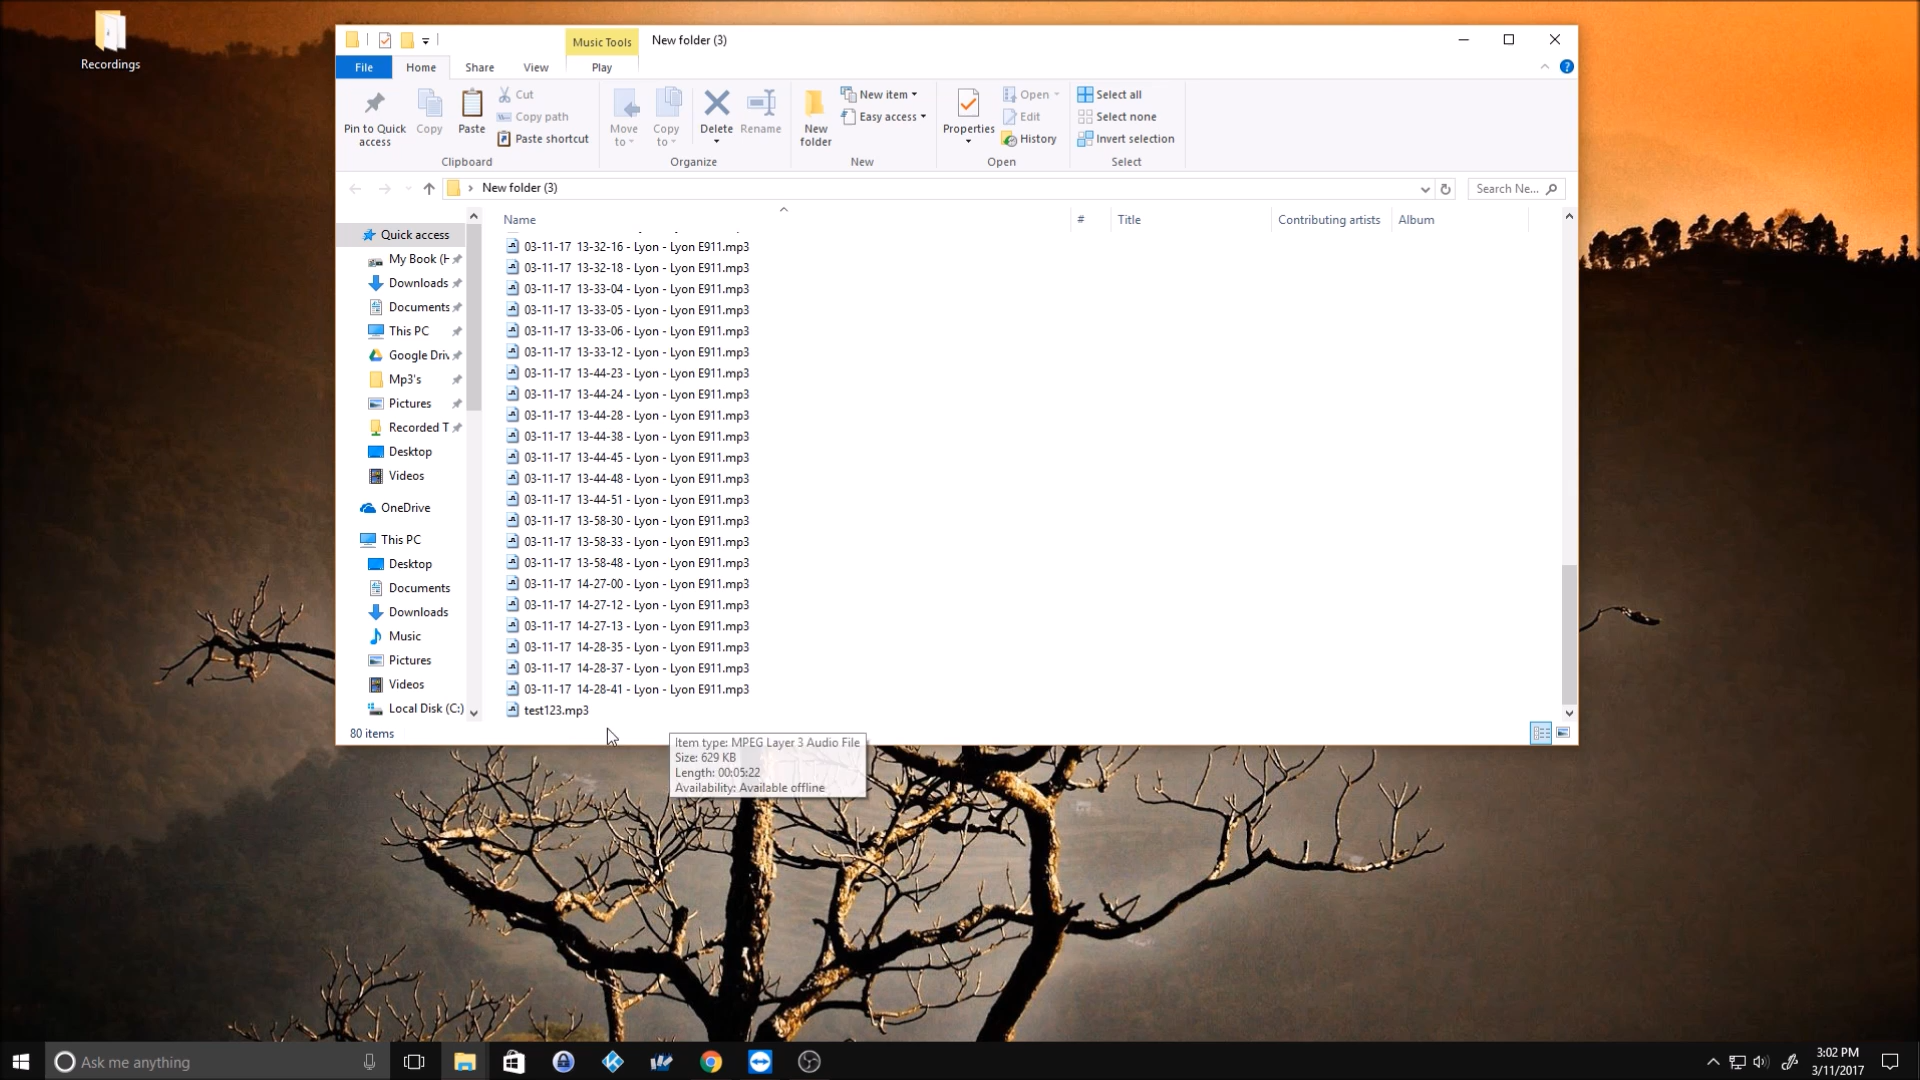 Recordings
Music Tools
New folder (3)
File
Home
Share
View
Play
Pin to Quick access
Copy
Paste
Cut
Copy path
Paste shortcut
Clipboard
Move to
Copy to
Delete
Rename
Organize
New folder
New item
Easy access
New
Properties
Open
Edit
History
Open
Select all
Select none
Invert selection
Select
New folder (3)
Search Ne...
Name
#
Title
Contributing artists
Album
Quick access
My Book (H
Downloads
Documents
This PC
Google Driv
Mp3's
Pictures
Recorded T
Desktop
Videos
OneDrive
This PC
Desktop
Documents
Downloads
Music
Pictures
Videos
Local Disk (C:)
03-11-17 13-32-16 - Lyon - Lyon E911.mp3
03-11-17 13-32-18 - Lyon - Lyon E911.mp3
03-11-17 13-33-04 - Lyon - Lyon E911.mp3
03-11-17 13-33-05 - Lyon - Lyon E911.mp3
03-11-17 13-33-06 - Lyon - Lyon E911.mp3
03-11-17 13-33-12 - Lyon - Lyon E911.mp3
03-11-17 13-44-23 - Lyon - Lyon E911.mp3
03-11-17 13-44-24 - Lyon - Lyon E911.mp3
03-11-17 13-44-28 - Lyon - Lyon E911.mp3
03-11-17 13-44-38 - Lyon - Lyon E911.mp3
03-11-17 13-44-45 - Lyon - Lyon E911.mp3
03-11-17 13-44-48 - Lyon - Lyon E911.mp3
03-11-17 13-44-51 - Lyon - Lyon E911.mp3
03-11-17 13-58-30 - Lyon - Lyon E911.mp3
03-11-17 13-58-33 - Lyon - Lyon E911.mp3
03-11-17 13-58-48 - Lyon - Lyon E911.mp3
03-11-17 14-27-00 - Lyon - Lyon E911.mp3
03-11-17 14-27-12 - Lyon - Lyon E911.mp3
03-11-17 14-27-13 - Lyon - Lyon E911.mp3
03-11-17 14-28-35 - Lyon - Lyon E911.mp3
03-11-17 14-28-37 - Lyon - Lyon E911.mp3
03-11-17 14-28-41 - Lyon - Lyon E911.mp3
test123.mp3
80 items
Item type: MPEG Layer 3 Audio File
Size: 629 KB
Length: 00:05:22
Availability: Available offline
Ask me anything
3:02 PM
3/11/2017